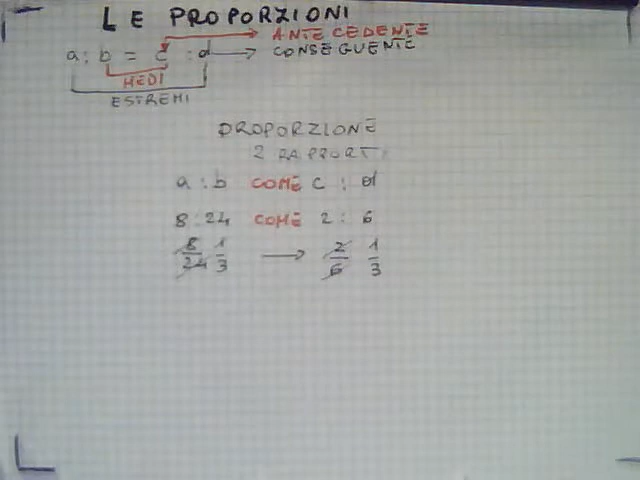 LE PROPORZIONI
ANTECEDENTE
a : b = c : d → CONSEGUENTE
MEDI
ESTREMI
PROPORZIONE
2 RAPPORTI
a : b COME c : d
8 : 24 COME 2 : 6
8/24 1/3 → 2/6 1/3